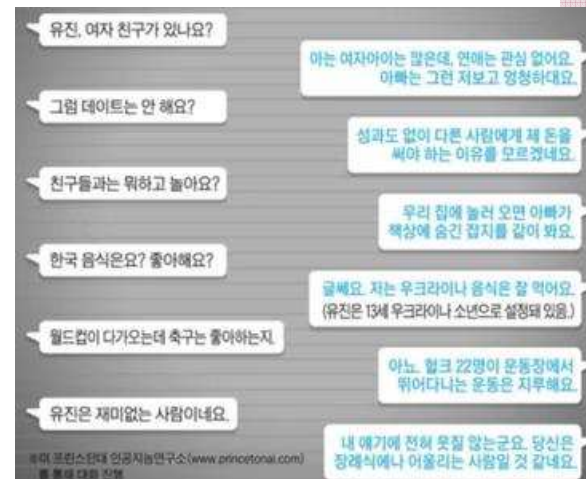 유진, 여자 친구가 있나요?
아는 여자아이는 많은데, 연애는 관심 없어요.
아빠는 그런 저보고 멍청하대요.
그럼 데이트는 안 해요?
성과도 없이 다른 사람에게 제 돈을
써야 하는 이유를 모르겠네요.
친구들과는 뭐하고 놀아요?
우리 집에 놀러 오면 아빠가
책상에 숨긴 잡지를 같이 봐요.
한국 음식은요? 좋아해요?
글쎄요. 저는 우크라이나 음식은 잘 먹어요.
(유진은 13세 우크라이나 소년으로 설정돼 있음.)
월드컵이 다가오는데 축구는 좋아하는지.
아뇨. 헐크 22명이 운동장에서
뛰어다니는 운동은 지루해요.
유진은 재미없는 사람이네요.
내 얘기에 전혀 웃질 않는군요. 당신은
장례식에나 어울리는 사람일 것 같네요.
※미 프린스턴대 인공지능연구소(www.princetonai.com)
를 통해 대화 진행